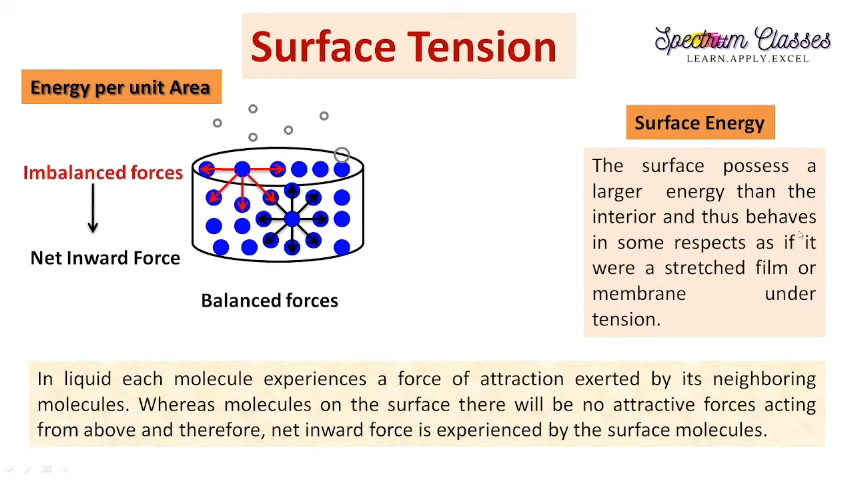 Surface Tension
Spectrum Classes
LEARN.APPLY.EXCEL
Energy per unit Area
Imbalanced forces
Net Inward Force
Balanced forces
Surface Energy
The surface possess a
larger energy than the
interior and thus behaves
in some respects as if it
were a stretched film or
membrane under
tension.
In liquid each molecule experiences a force of attraction exerted by its neighboring
molecules. Whereas molecules on the surface there will be no attractive forces acting
from above and therefore, net inward force is experienced by the surface molecules.